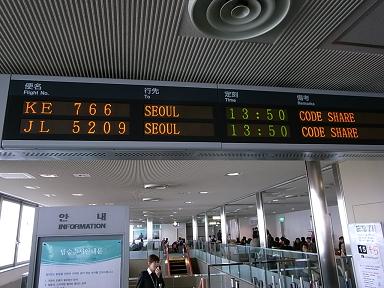 便名 行先 定刻 備考
Flight No. To Time Remarks
KE 766 SEOUL 13:50 CODE SHARE
JL 5209 SEOUL 13:50 CODE SHARE
안 내
INFORMATION